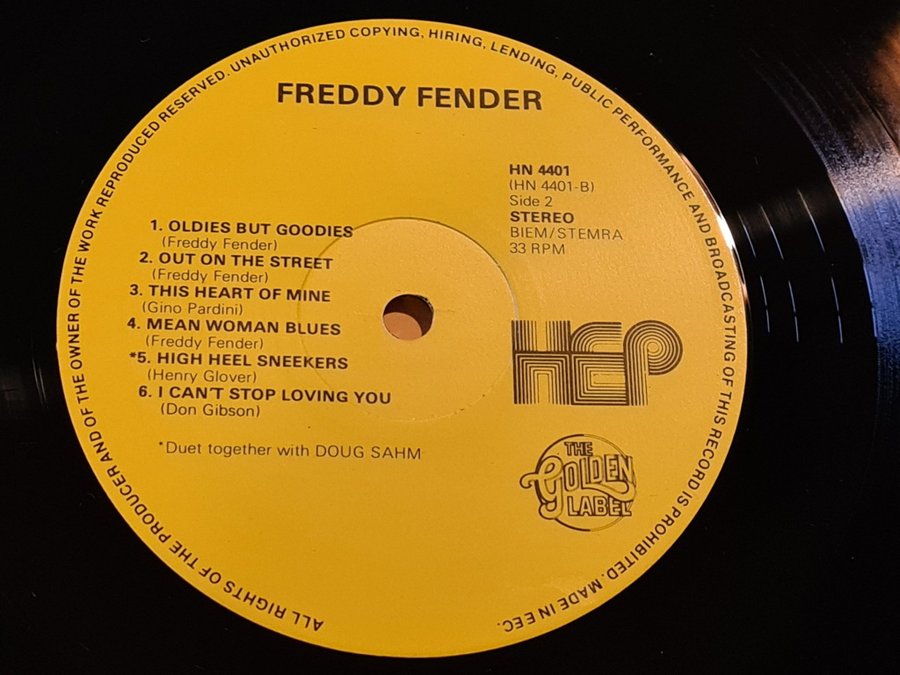 FREDDY FENDER
HN 4401
(HN 4401-B)
Side 2
STEREO
BIEM/STEMRA
33 RPM
1. OLDIES BUT GOODIES
(Freddy Fender)
2. OUT ON THE STREET
(Freddy Fender)
3. THIS HEART OF MINE
(Gino Pardini)
4. MEAN WOMAN BLUES
(Freddy Fender)
*5. HIGH HEEL SNEEKERS
(Henry Glover)
6. I CAN'T STOP LOVING YOU
(Don Gibson)
*Duet together with DOUG SAHM
HEP
THE
GOLDEN
LABEL
ALL RIGHTS OF THE PRODUCER AND OF THE OWNER OF THE WORK REPRODUCED RESERVED. UNAUTHORIZED COPYING, HIRING, LENDING, PUBLIC PERFORMANCE AND BROADCASTING OF THIS RECORD IS PROHIBITED. MADE IN EEC.